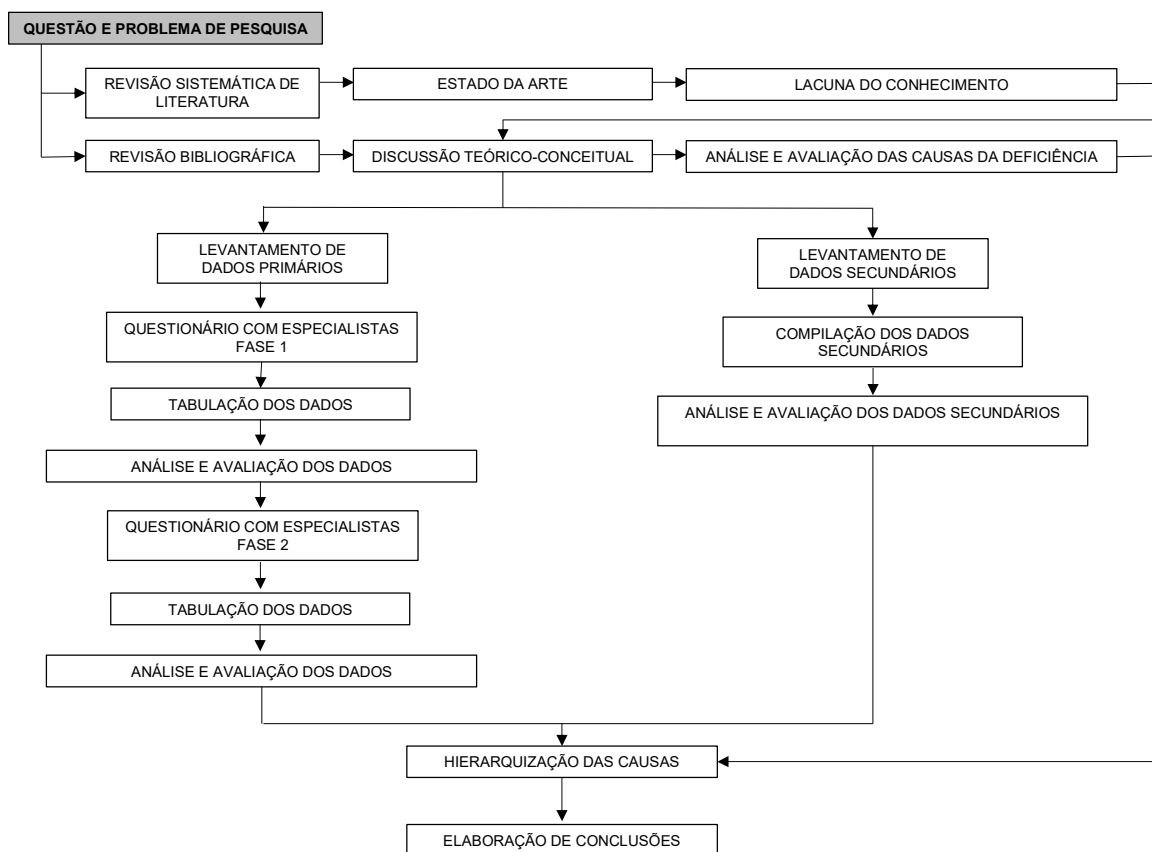 QUESTÃO E PROBLEMA DE PESQUISA
REVISÃO SISTEMÁTICA DE
LITERATURA
ESTADO DA ARTE
LACUNA DO CONHECIMENTO
REVISÃO BIBLIOGRÁFICA
DISCUSSÃO TEÓRICO-CONCEITUAL
ANÁLISE E AVALIAÇÃO DAS CAUSAS DA DEFICIÊNCIA
LEVANTAMENTO DE
DADOS PRIMÁRIOS
QUESTIONÁRIO COM ESPECIALISTAS
FASE 1
TABULAÇÃO DOS DADOS
ANÁLISE E AVALIAÇÃO DOS DADOS
QUESTIONÁRIO COM ESPECIALISTAS
FASE 2
TABULAÇÃO DOS DADOS
ANÁLISE E AVALIAÇÃO DOS DADOS
LEVANTAMENTO DE
DADOS SECUNDÁRIOS
COMPILAÇÃO DOS DADOS
SECUNDÁRIOS
ANÁLISE E AVALIAÇÃO DOS DADOS SECUNDÁRIOS
HIERARQUIZAÇÃO DAS CAUSAS
ELABORAÇÃO DE CONCLUSÕES